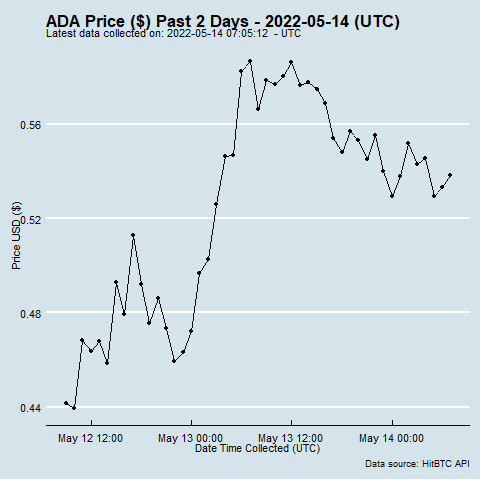 ADA Price ($) Past 2 Days - 2022-05-14 (UTC)
Latest data collected on: 2022-05-14 07:05:12 - UTC
Price USD ($)
0.56
0.52
0.48
0.44
May 12 12:00
May 13 00:00
May 13 12:00
May 14 00:00
Date Time Collected (UTC)
Data source: HitBTC API